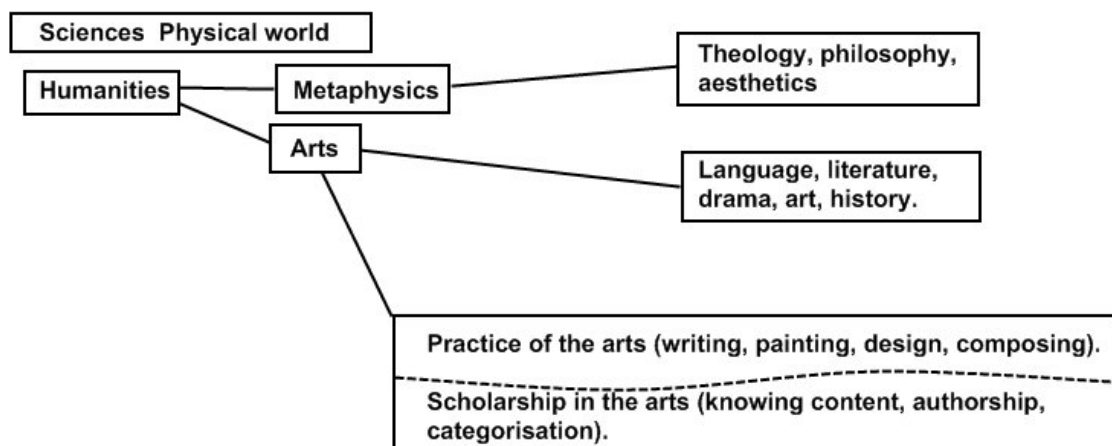 Sciences Physical world
Humanities
Metaphysics
Theology, philosophy,
aesthetics
Arts
Language, literature,
drama, art, history.
Practice of the arts (writing, painting, design, composing).
Scholarship in the arts (knowing content, authorship,
categorisation).